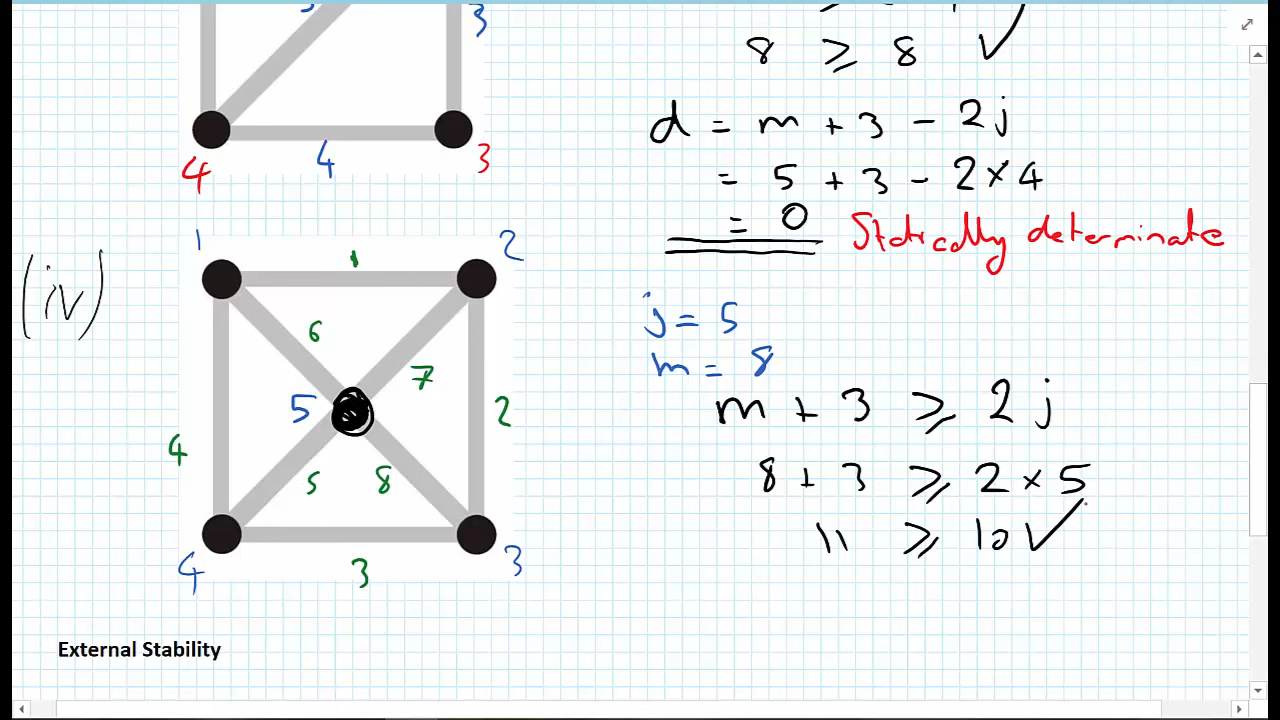 8 ≥ 8 ✓
3
4
4
3
d = m + 3 - 2j
= 5 + 3 - 2×4
= 0 Statically determinate
(iv)
1
1
2
6
7
5
2
4
5
8
4
3
3
j = 5
m = 8
m + 3 ≥ 2j
8 + 3 ≥ 2 × 5
11 ≥ 10 ✓
External Stability